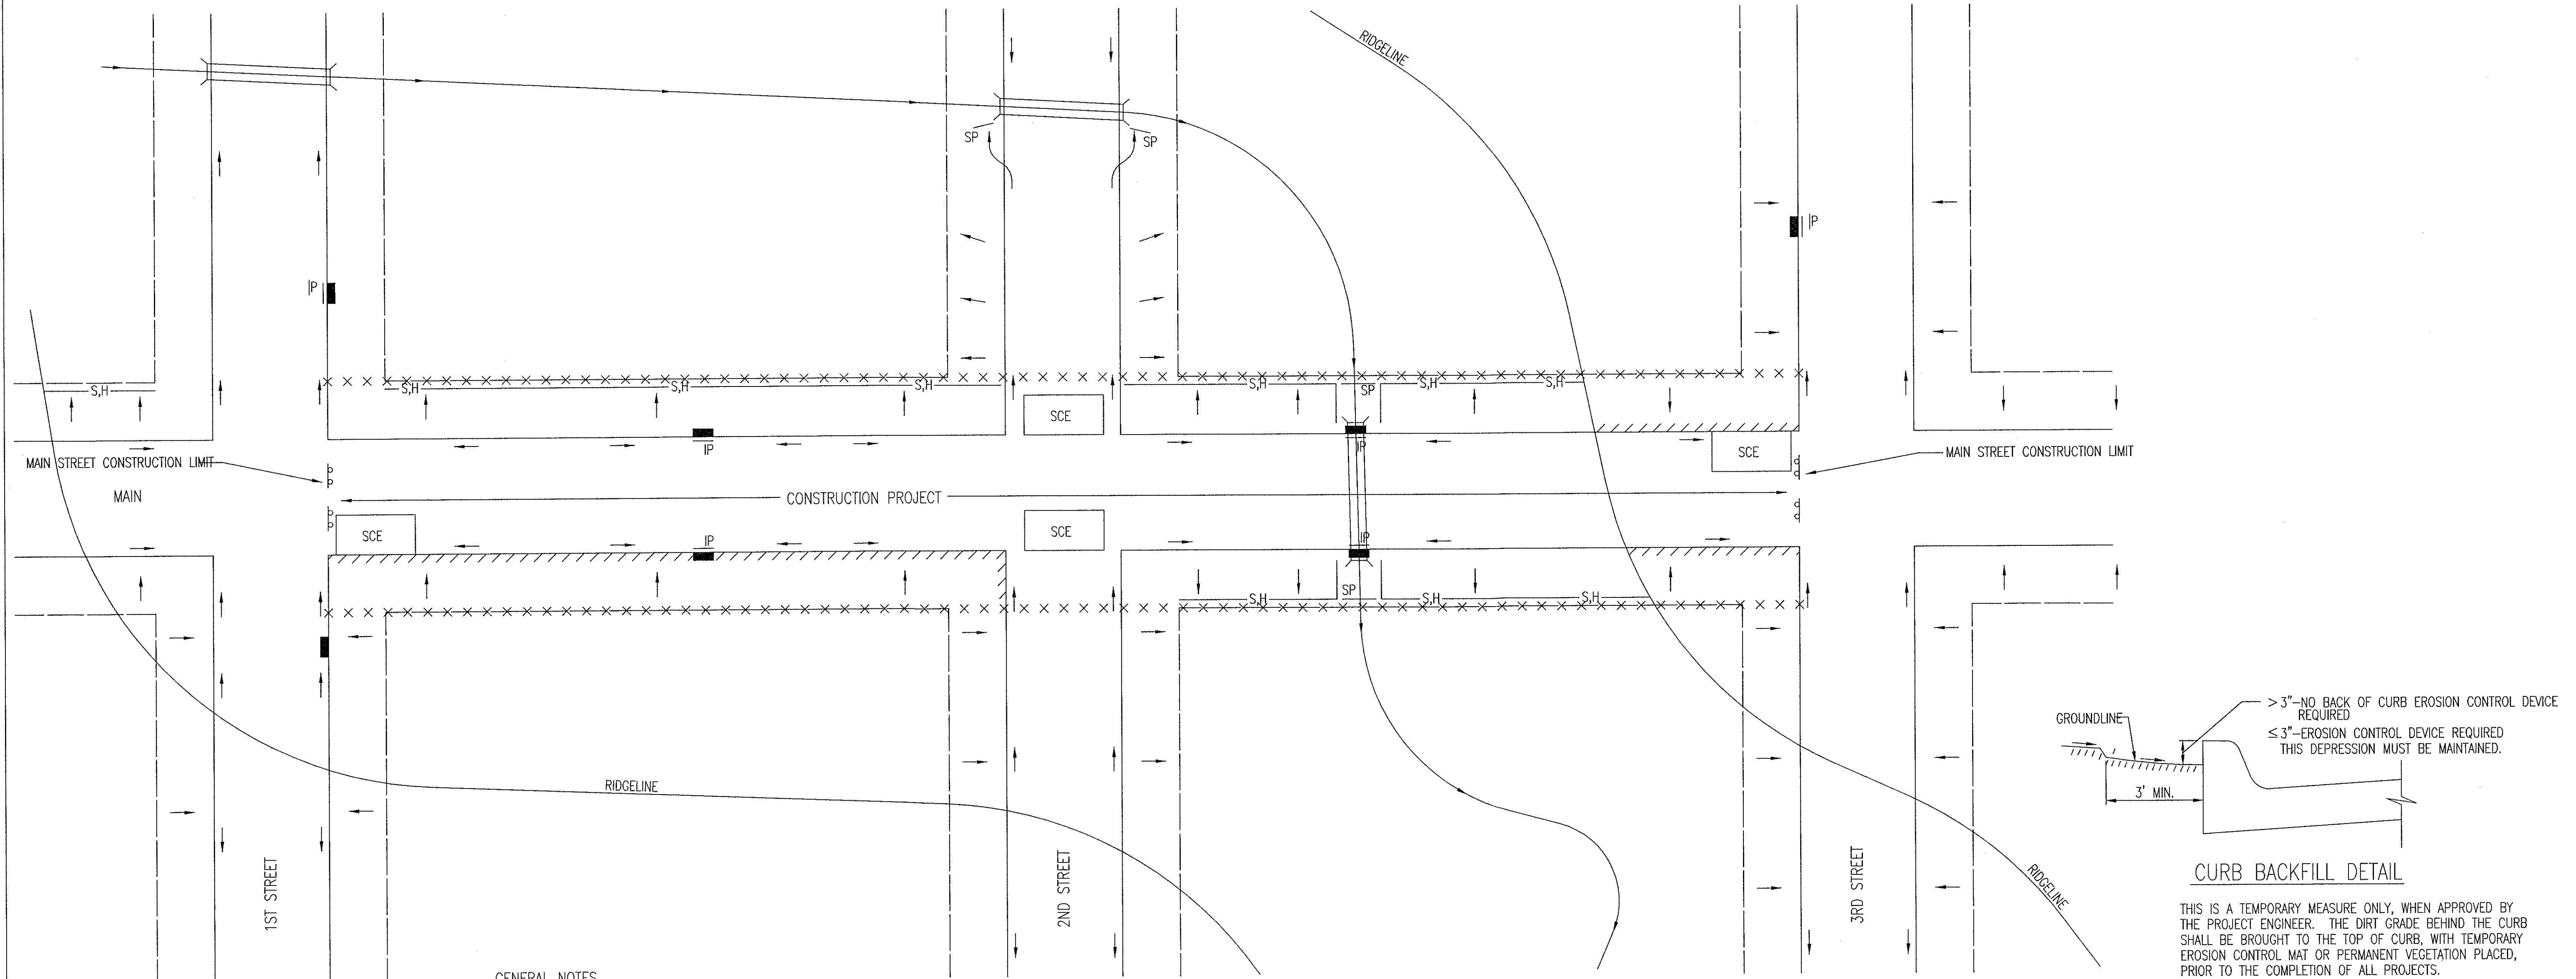 RIDGELINE
SP
SP
IP
IP
S,H
S,H
S,H
S,H
S,H
SP
S,H
S,H
SCE
IP
IP
SCE
MAIN STREET CONSTRUCTION LIMIT
MAIN STREET CONSTRUCTION LIMIT
MAIN
CONSTRUCTION PROJECT
SCE
IP
SCE
IP
SP
S,H
S,H
S,H
RIDGELINE
1ST STREET
2ND STREET
3RD STREET
RIDGELINE
GROUNDLINE
>3"-NO BACK OF CURB EROSION CONTROL DEVICE
REQUIRED
≤3"-EROSION CONTROL DEVICE REQUIRED
THIS DEPRESSION MUST BE MAINTAINED.
3' MIN.
CURB BACKFILL DETAIL
THIS IS A TEMPORARY MEASURE ONLY, WHEN APPROVED BY
THE PROJECT ENGINEER. THE DIRT GRADE BEHIND THE CURB
SHALL BE BROUGHT TO THE TOP OF CURB, WITH TEMPORARY
EROSION CONTROL MAT OR PERMANENT VEGETATION PLACED,
PRIOR TO THE COMPLETION OF ALL PROJECTS.
GENERAL NOTES